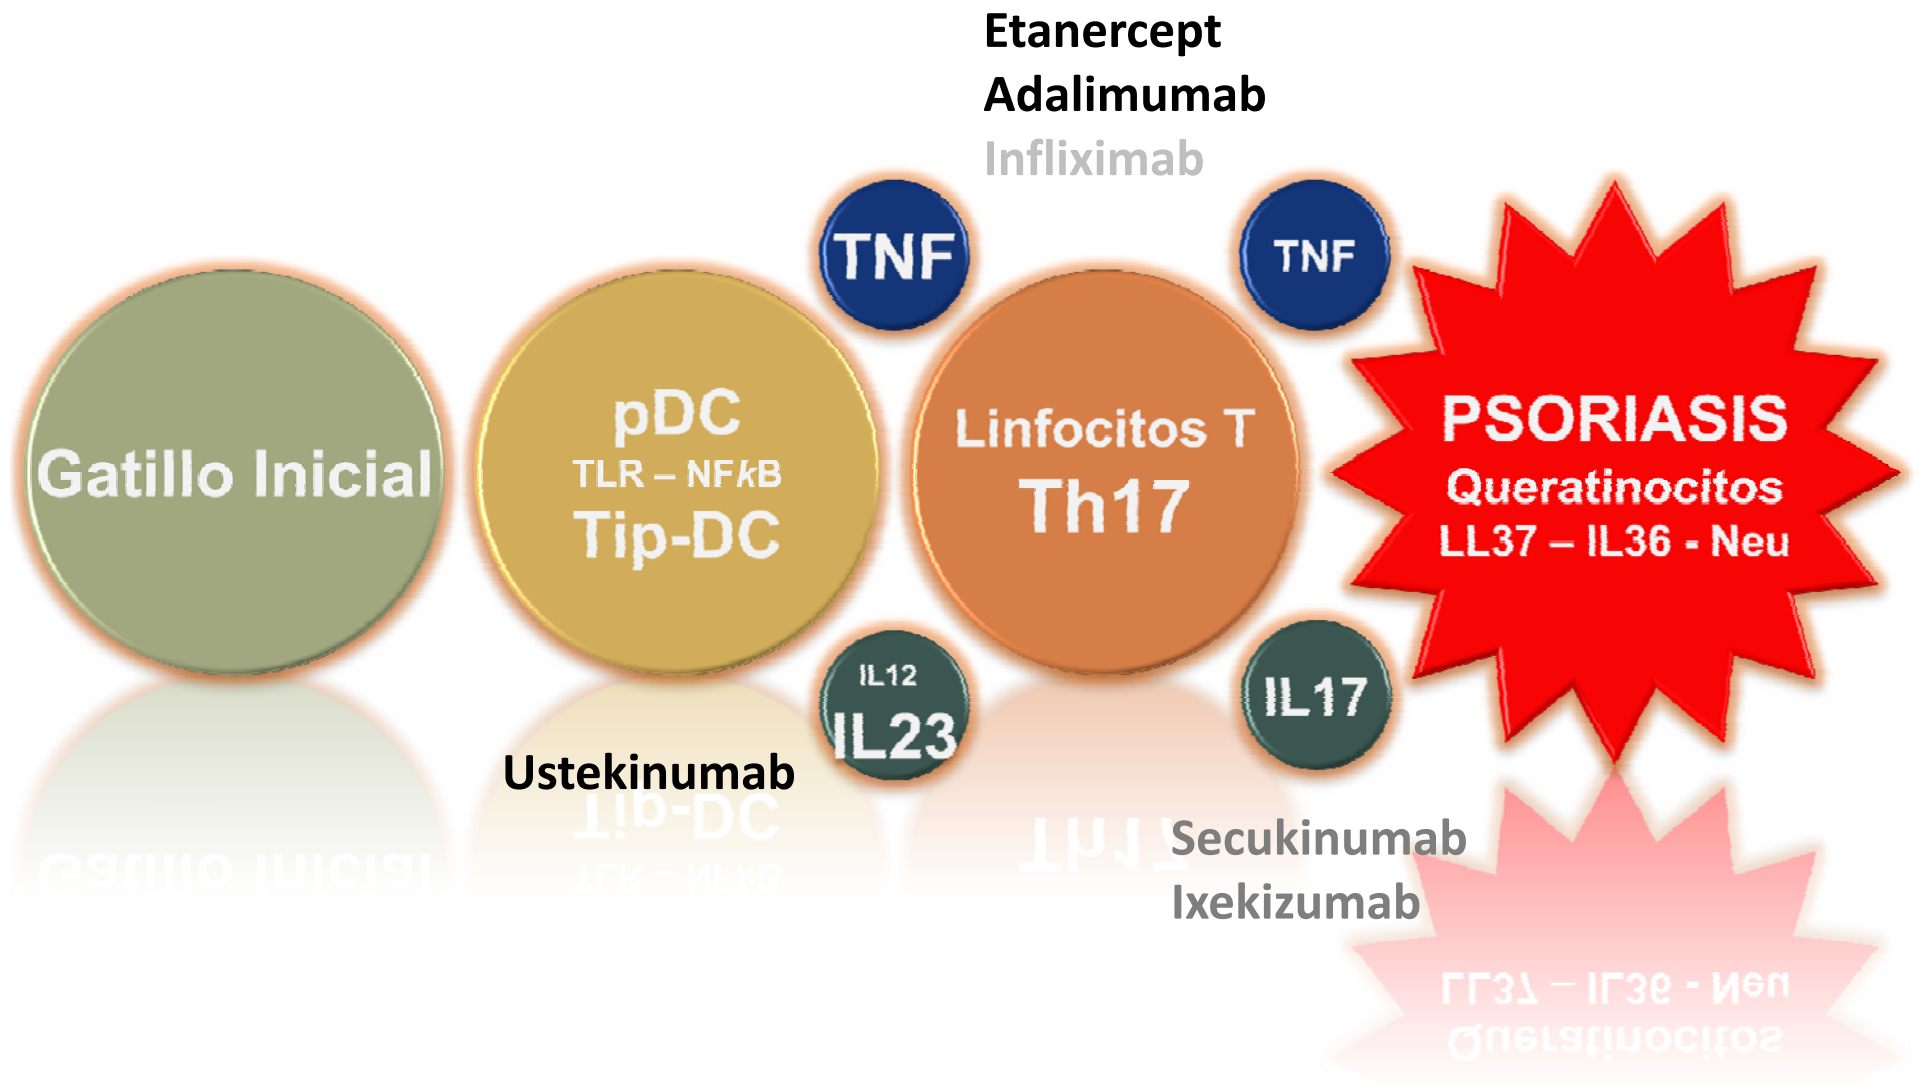 Etanercept
Adalimumab
Infliximab
TNF
TNF
Gatillo Inicial
pDC
TLR – NFkB
Tip-DC
Linfocitos T
Th17
PSORIASIS
Queratinocitos
LL37 – IL36 - Neu
IL12
IL23
IL17
Ustekinumab
Secukinumab
Ixekizumab